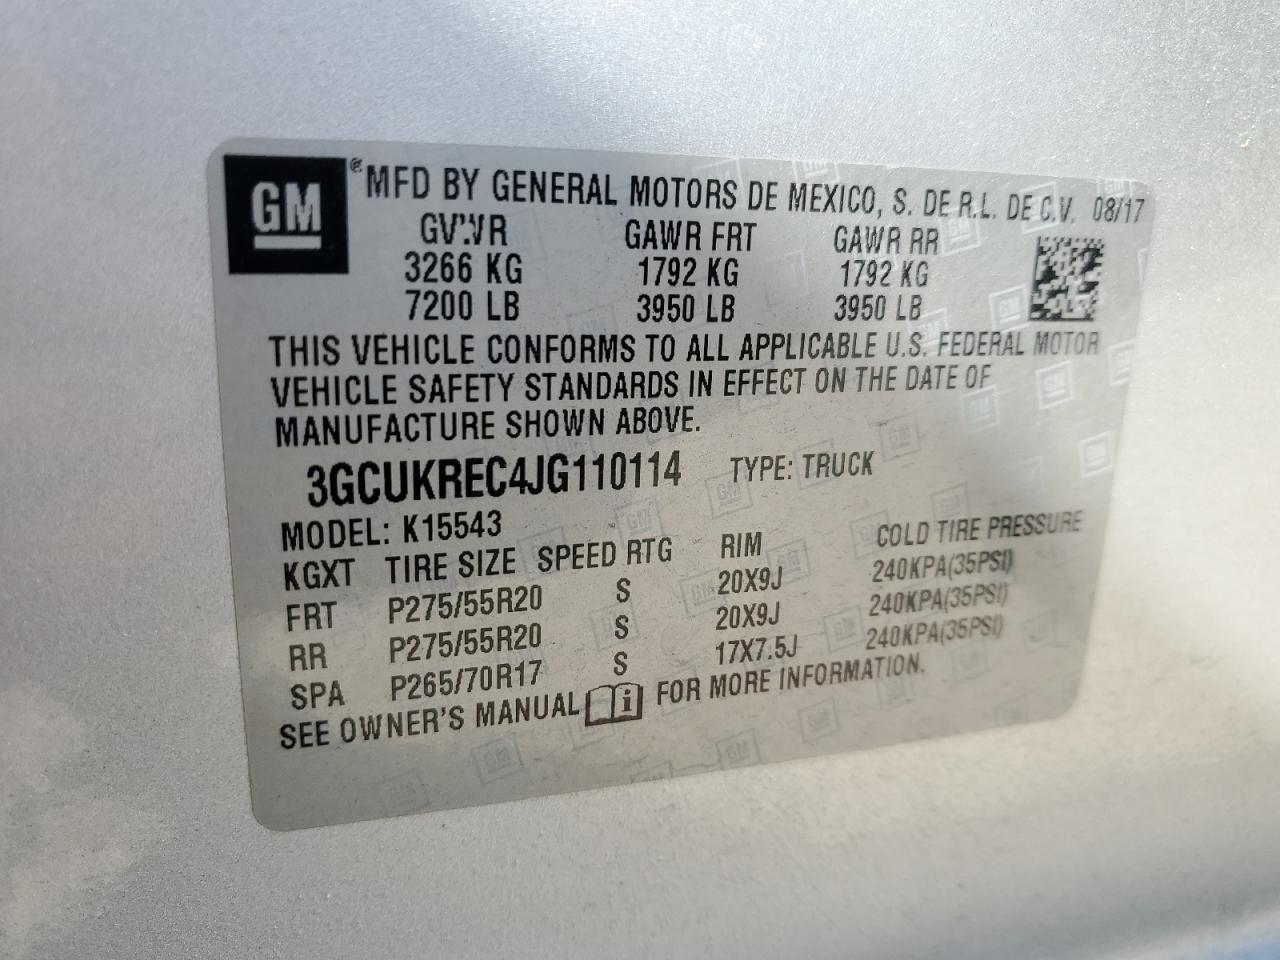 GM ® MFD BY GENERAL MOTORS DE MEXICO, S. DE R.L. DE C.V. 08/17
GVWR GAWR FRT GAWR RR
3266 KG 1792 KG 1792 KG
7200 LB 3950 LB 3950 LB
THIS VEHICLE CONFORMS TO ALL APPLICABLE U.S. FEDERAL MOTOR
VEHICLE SAFETY STANDARDS IN EFFECT ON THE DATE OF
MANUFACTURE SHOWN ABOVE.
3GCUKREC4JG110114 TYPE: TRUCK
MODEL: K15543
KGXT TIRE SIZE SPEED RTG RIM COLD TIRE PRESSURE
FRT P275/55R20 S 20X9J 240KPA(35PSI)
RR P275/55R20 S 20X9J 240KPA(35PSI)
SPA P265/70R17 S 17X7.5J 240KPA(35PSI)
SEE OWNER'S MANUAL i FOR MORE INFORMATION.